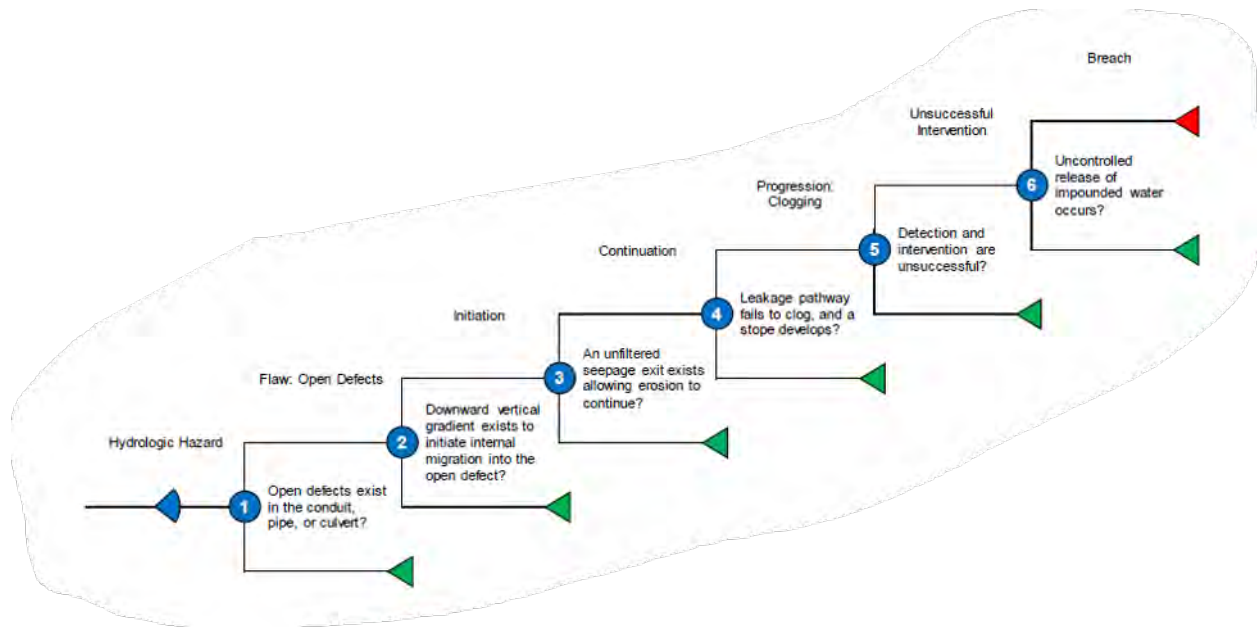 Breach
Unsuccessful
Intervention
6
Uncontrolled
release of
impounded water
occurs?
Progression:
Clogging
5
Detection and
intervention are
unsuccessful?
Continuation
4
Leakage pathway
fails to clog, and a
stope develops?
Initiation
3
An unfiltered
seepage exit exists
allowing erosion to
continue?
Flaw: Open Defects
2
Downward vertical
gradient exists to
initiate internal
migration into the
open defect?
Hydrologic Hazard
1
Open defects exist
in the conduit,
pipe, or culvert?